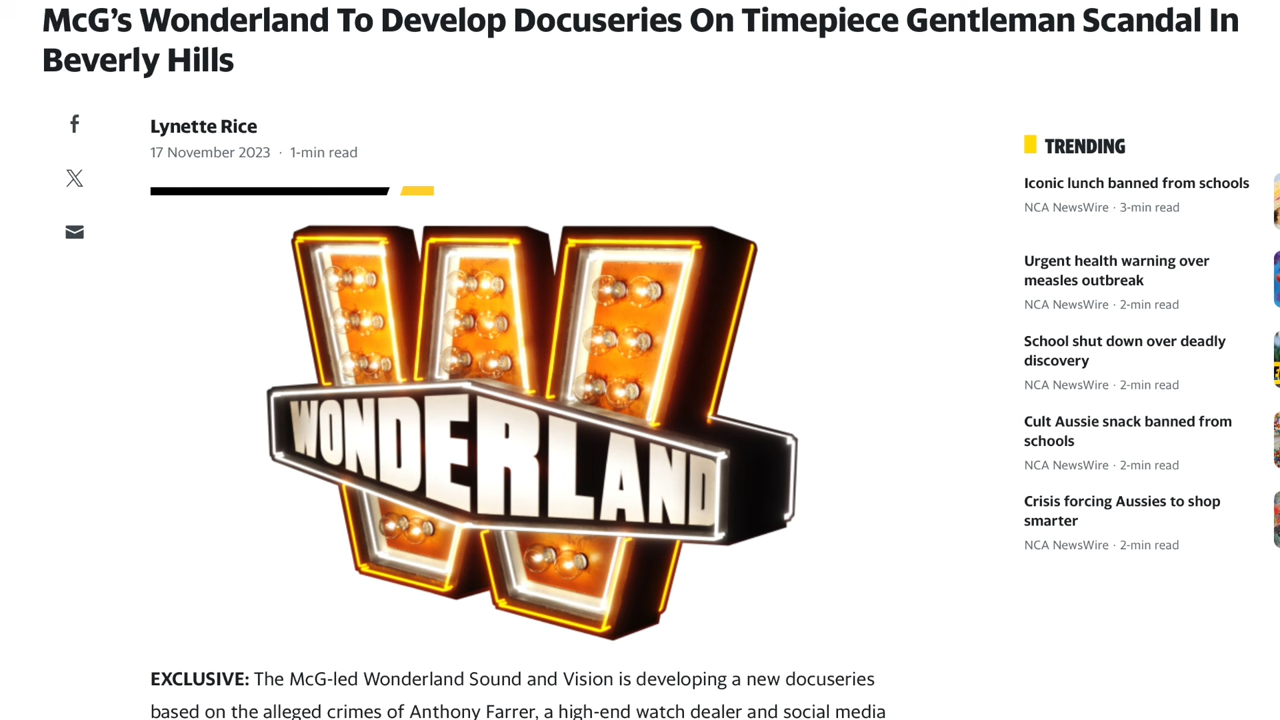 McG’s Wonderland To Develop Docuseries On Timepiece Gentleman Scandal In
Beverly Hills
Lynette Rice
17 November 2023 · 1-min read
WONDERLAND
EXCLUSIVE: The McG-led Wonderland Sound and Vision is developing a new docuseries
based on the alleged crimes of Anthony Farrer, a high-end watch dealer and social media
TRENDING
Iconic lunch banned from schools
NCA NewsWire · 3-min read
Urgent health warning over
measles outbreak
NCA NewsWire · 2-min read
School shut down over deadly
discovery
NCA NewsWire · 2-min read
Cult Aussie snack banned from
schools
NCA NewsWire · 2-min read
Crisis forcing Aussies to shop
smarter
NCA NewsWire · 2-min read